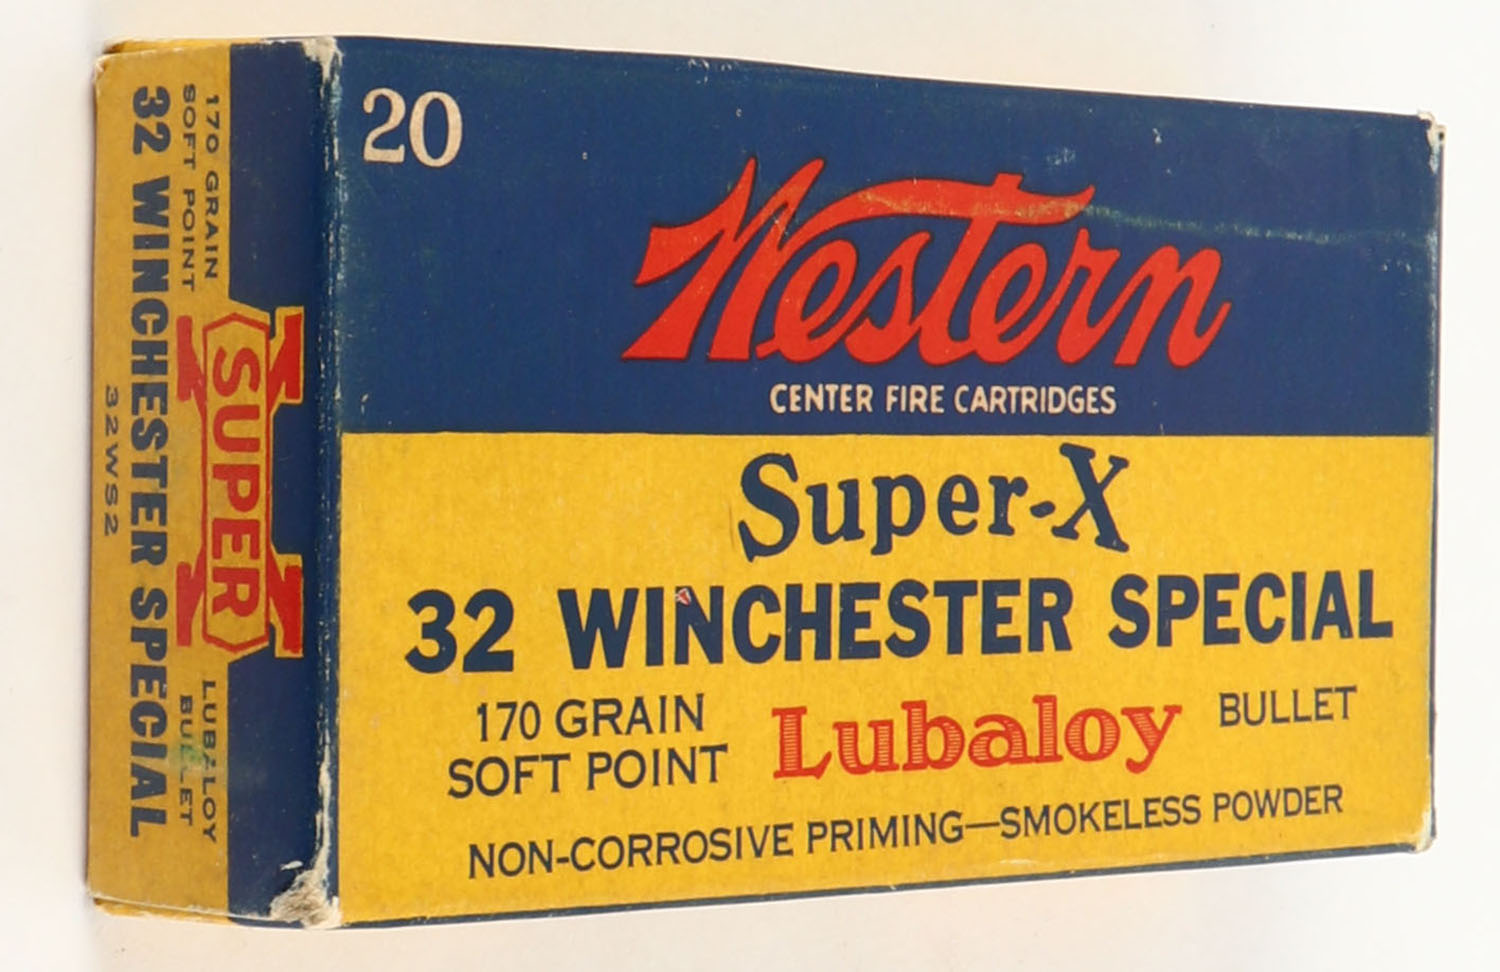 20
Western
CENTER FIRE CARTRIDGES
Super-X
32 WINCHESTER SPECIAL
170 GRAIN
SOFT POINT
Lubaloy BULLET
NON-CORROSIVE PRIMING—SMOKELESS POWDER
170 GRAIN
SOFT POINT
SUPER X
LUBALOY
BULLET
32 WINCHESTER SPECIAL
32WS2